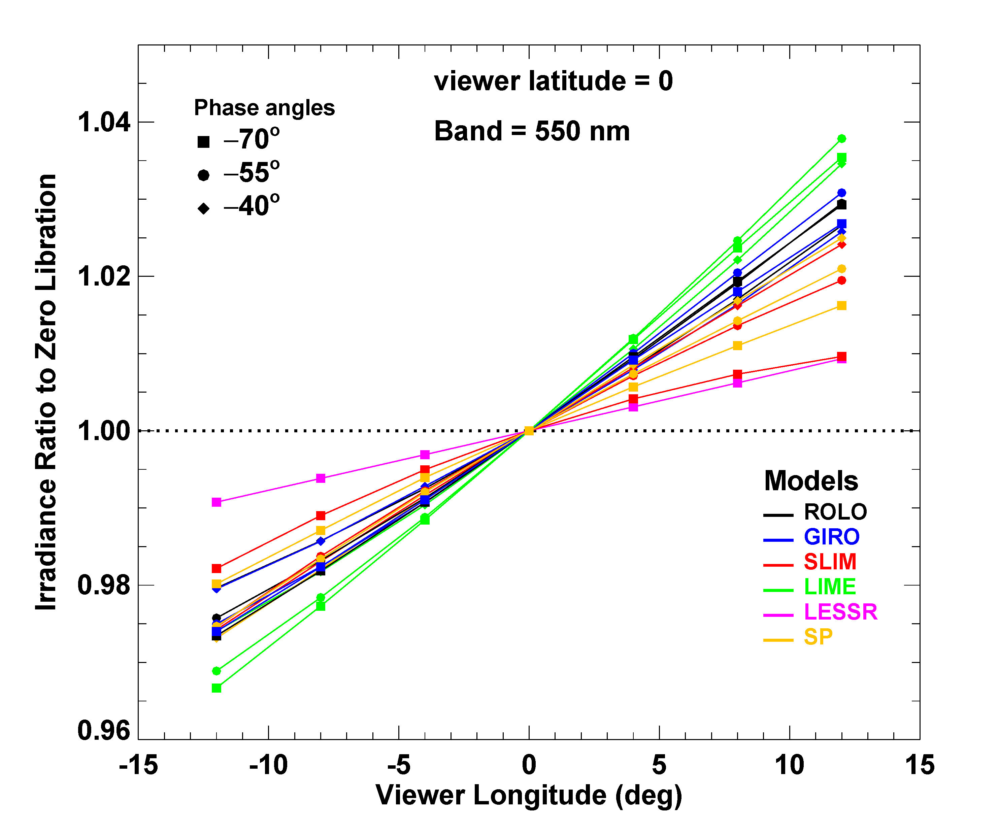 viewer latitude = 0
Band = 550 nm
Phase angles
−70°
−55°
−40°
1.04
1.02
1.00
0.98
0.96
Irradiance Ratio to Zero Libration
Models
ROLO
GIRO
SLIM
LIME
LESSR
SP
-15 -10 -5 0 5 10 15
Viewer Longitude (deg)